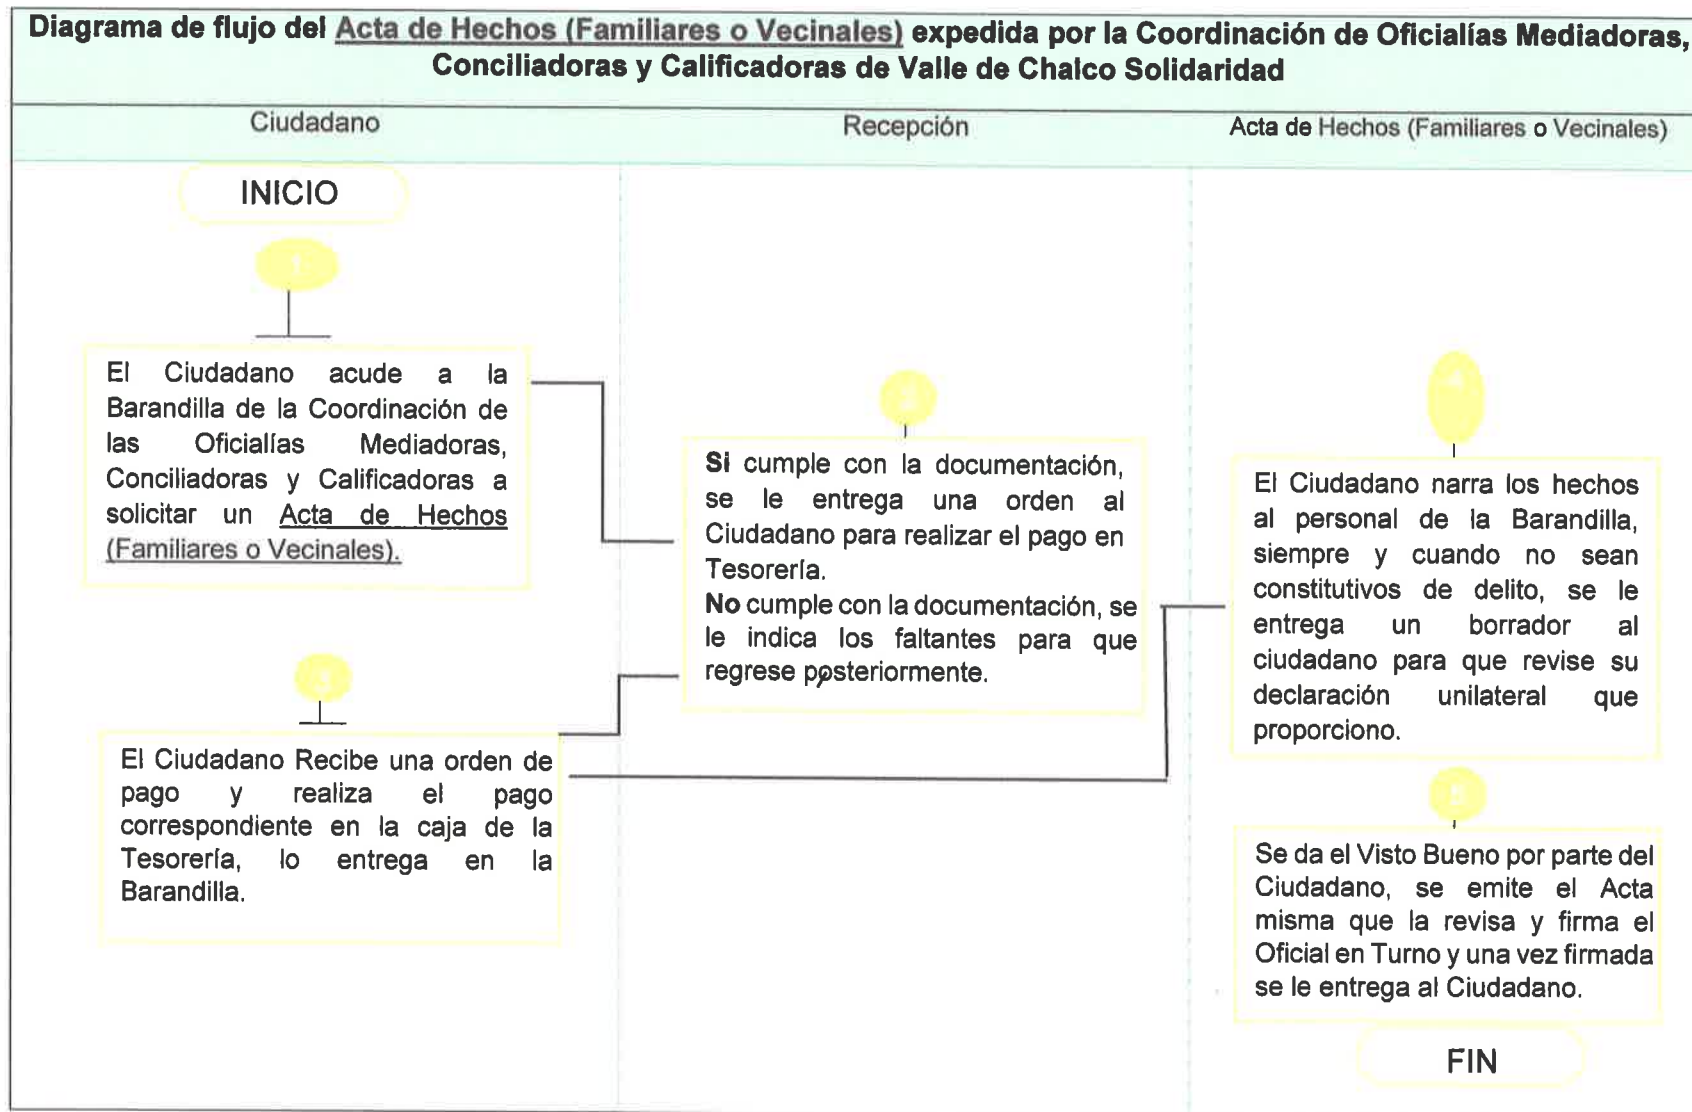 Diagrama de flujo del Acta de Hechos (Familiares o Vecinales) expedida por la Coordinación de Oficialías Mediadoras,
Conciliadoras y Calificadoras de Valle de Chalco Solidaridad
Ciudadano
Recepción
Acta de Hechos (Familiares o Vecinales)
INICIO
1
El Ciudadano acude a la
Barandilla de la Coordinación de
las Oficialías Mediadoras,
Conciliadoras y Calificadoras a
solicitar un Acta de Hechos
(Familiares o Vecinales).
2
Si cumple con la documentación,
se le entrega una orden al
Ciudadano para realizar el pago en
Tesorería.
No cumple con la documentación, se
le indica los faltantes para que
regrese posteriormente.
3
El Ciudadano Recibe una orden de
pago y realiza el pago
correspondiente en la caja de la
Tesorería, lo entrega en la
Barandilla.
4
El Ciudadano narra los hechos
al personal de la Barandilla,
siempre y cuando no sean
constitutivos de delito, se le
entrega un borrador al
ciudadano para que revise su
declaración unilateral que
proporciono.
5
Se da el Visto Bueno por parte del
Ciudadano, se emite el Acta
misma que la revisa y firma el
Oficial en Turno y una vez firmada
se le entrega al Ciudadano.
FIN